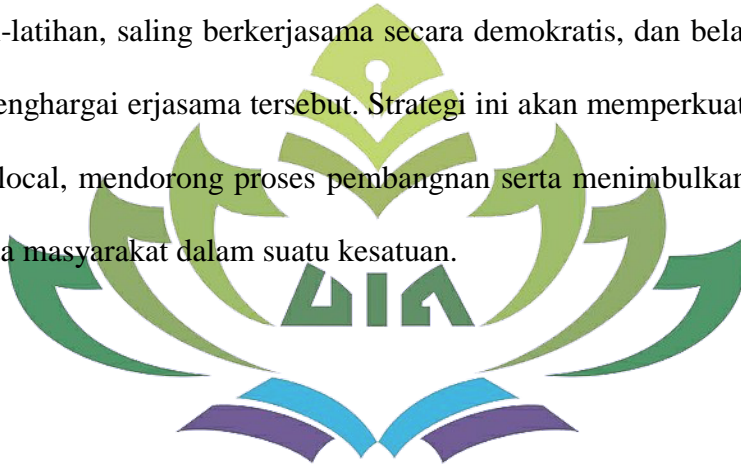 -latihan, saling berkerjasama secara demokratis, dan bela
enghargai erjasama tersebut. Strategi ini akan memperkuat
local, mendorong proses pembangnan serta menimbulkan
a masyarakat dalam suatu kesatuan.
UIN